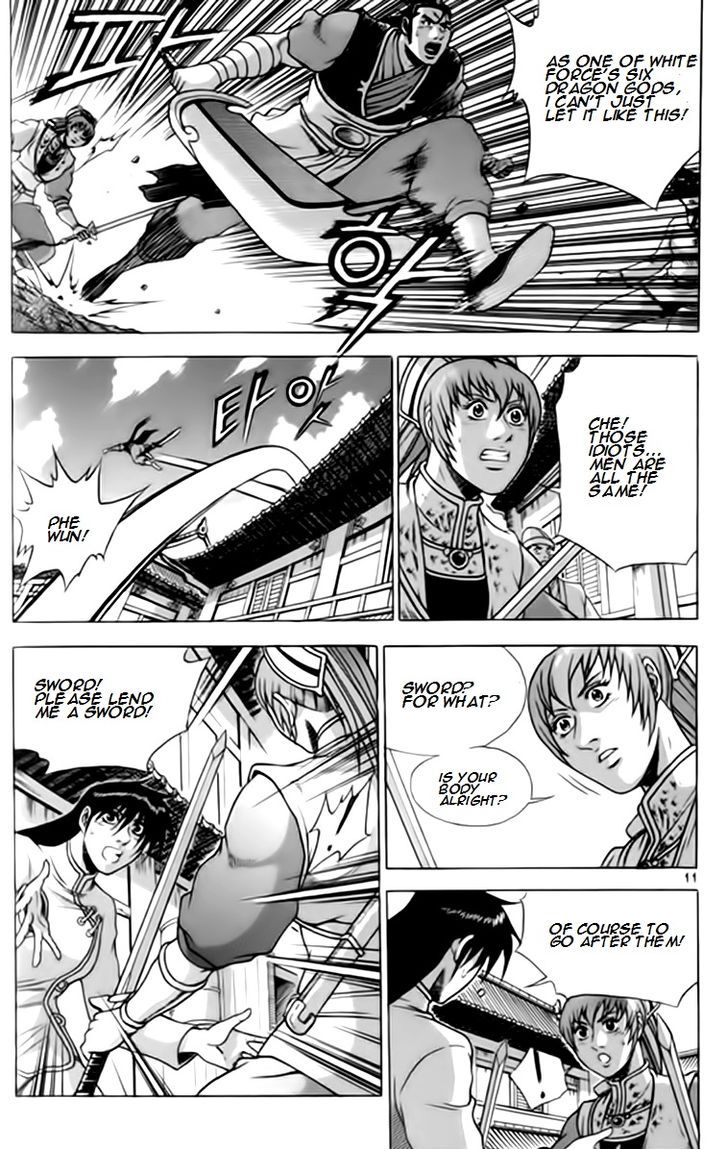 AS ONE OF WHITE
FORCE'S SIX
DRAGON GODS,
I CAN'T JUST
LET IT LIKE THIS!
파
앗
타앗
PHE
WUN!
CHE!
THOSE
IDIOTS...
MEN ARE
ALL THE
SAME!
SWORD!
PLEASE LEND
ME A SWORD!
!
SWORD?
FOR WHAT?
IS YOUR
BODY
ALRIGHT?
11
OF COURSE TO
GO AFTER THEM!
!